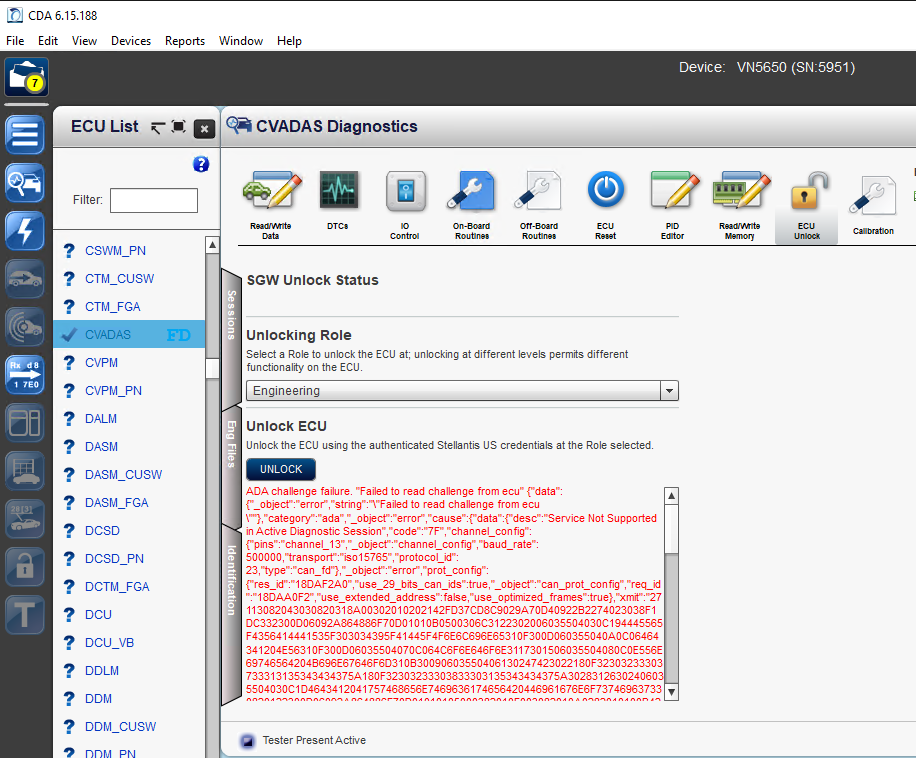 CDA 6.15.188
File Edit View Devices Reports Window Help
7
Device: VN5650 (SN:5951)
ECU List
CVADAS Diagnostics
?
Filter:
Read/Write
Data
DTCs
IO
Control
On-Board
Routines
Off-Board
Routines
ECU
Reset
PID
Editor
Read/Write
Memory
ECU
Unlock
Calibration
? CSWM_PN
? CTM_CUSW
? CTM_FGA
CVADAS FD
? CVPM
? CVPM_PN
? DALM
? DASM
? DASM_CUSW
? DASM_FGA
? DCSD
? DCSD_PN
? DCTM_FGA
? DCU
? DCU_VB
? DDLM
? DDM
? DDM_CUSW
? DDM_PN
Rx d8
1 7E0
T
Sessions
Eng Files
Identification
SGW Unlock Status
Unlocking Role
Select a Role to unlock the ECU at; unlocking at different levels permits different
functionality on the ECU.
Engineering
Unlock ECU
Unlock the ECU using the authenticated Stellantis US credentials at the Role selected.
UNLOCK
ADA challenge failure. "Failed to read challenge from ecu" {"data":
{"_object":"error","string":"\"Failed to read challenge from ecu
\""},"category":"ada","_object":"error","cause":{"data":{"desc":"Service Not Supported
in Active Diagnostic Session","code":"7F","channel_config":
{"pins":"channel_13","_object":"channel_config","baud_rate":
500000,"transport":"iso15765","protocol_id":
23,"type":"can_fd"},"_object":"error","prot_config":
{"res_id":"18DAF2A0","use_29_bits_can_ids":true,"_object":"can_prot_config","req_id
":"18DAA0F2","use_extended_address":false,"use_optimized_frames":true},"xmit":"27
Tester Present Active